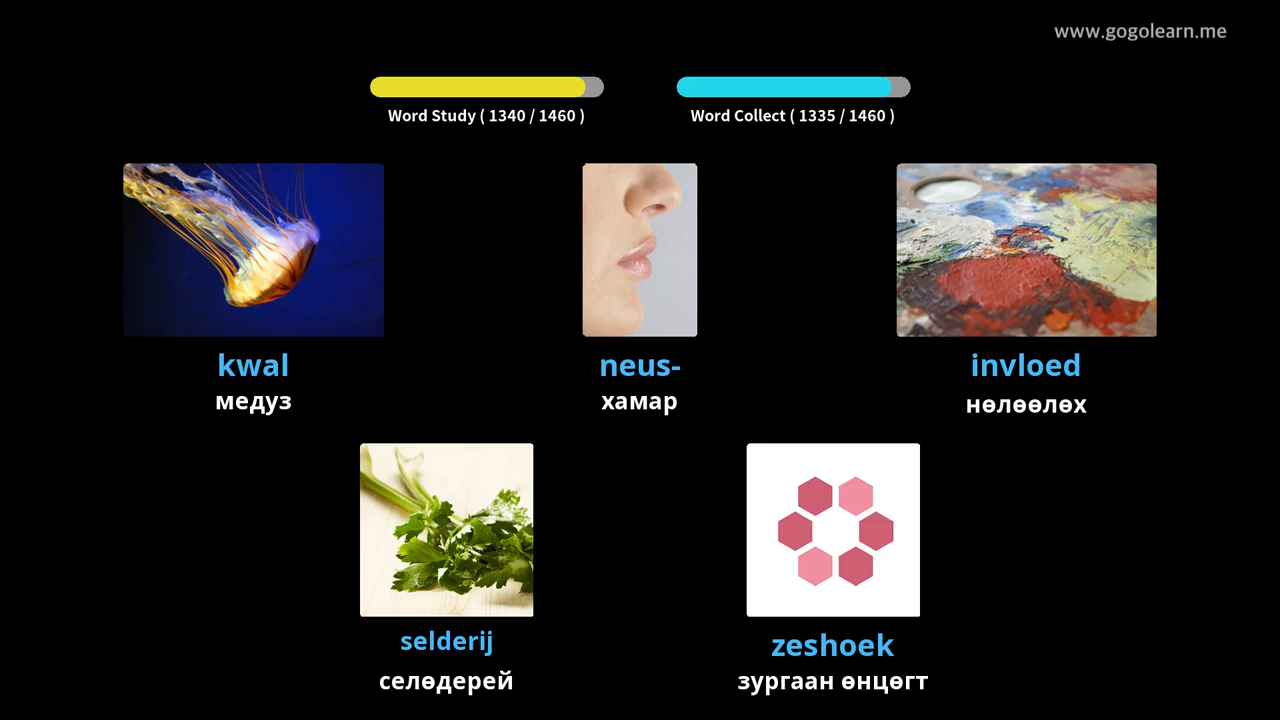 www.gogolearn.me
Word Study ( 1340 / 1460 )
Word Collect ( 1335 / 1460 )
kwal
медуз
neus-
хамар
invloed
нөлөөлөх
selderij
селөдерей
zeshoek
зургаан өнцөгт